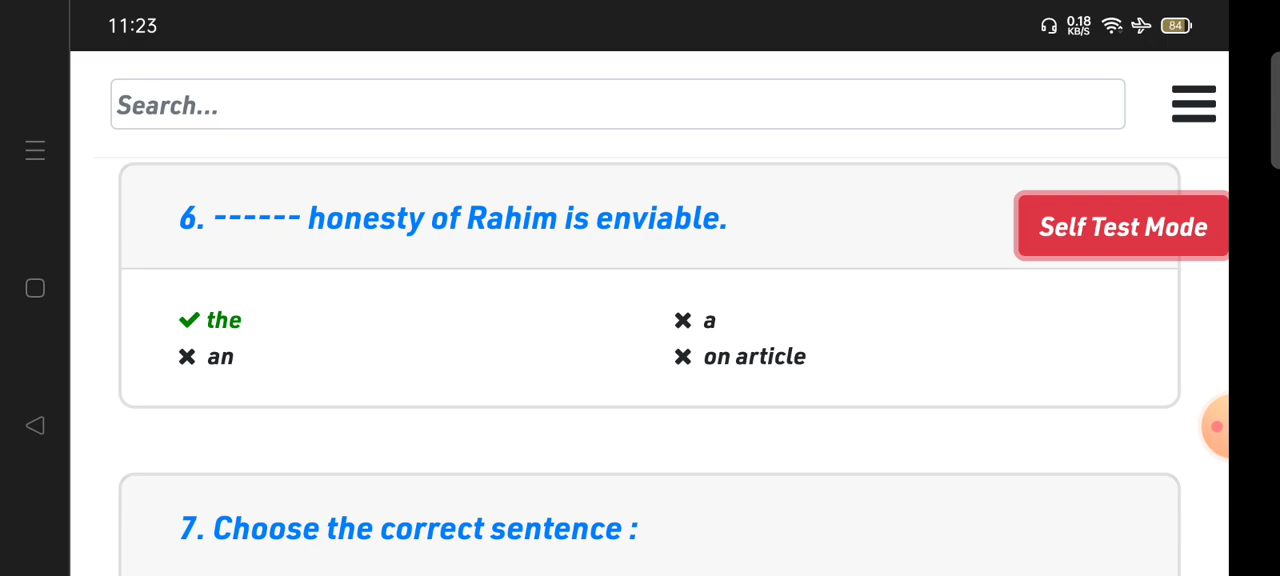 11:23
0.18 KB/S
84
Search...
6. ------ honesty of Rahim is enviable.
Self Test Mode
✔ the
✖ a
✖ an
✖ on article
7. Choose the correct sentence :